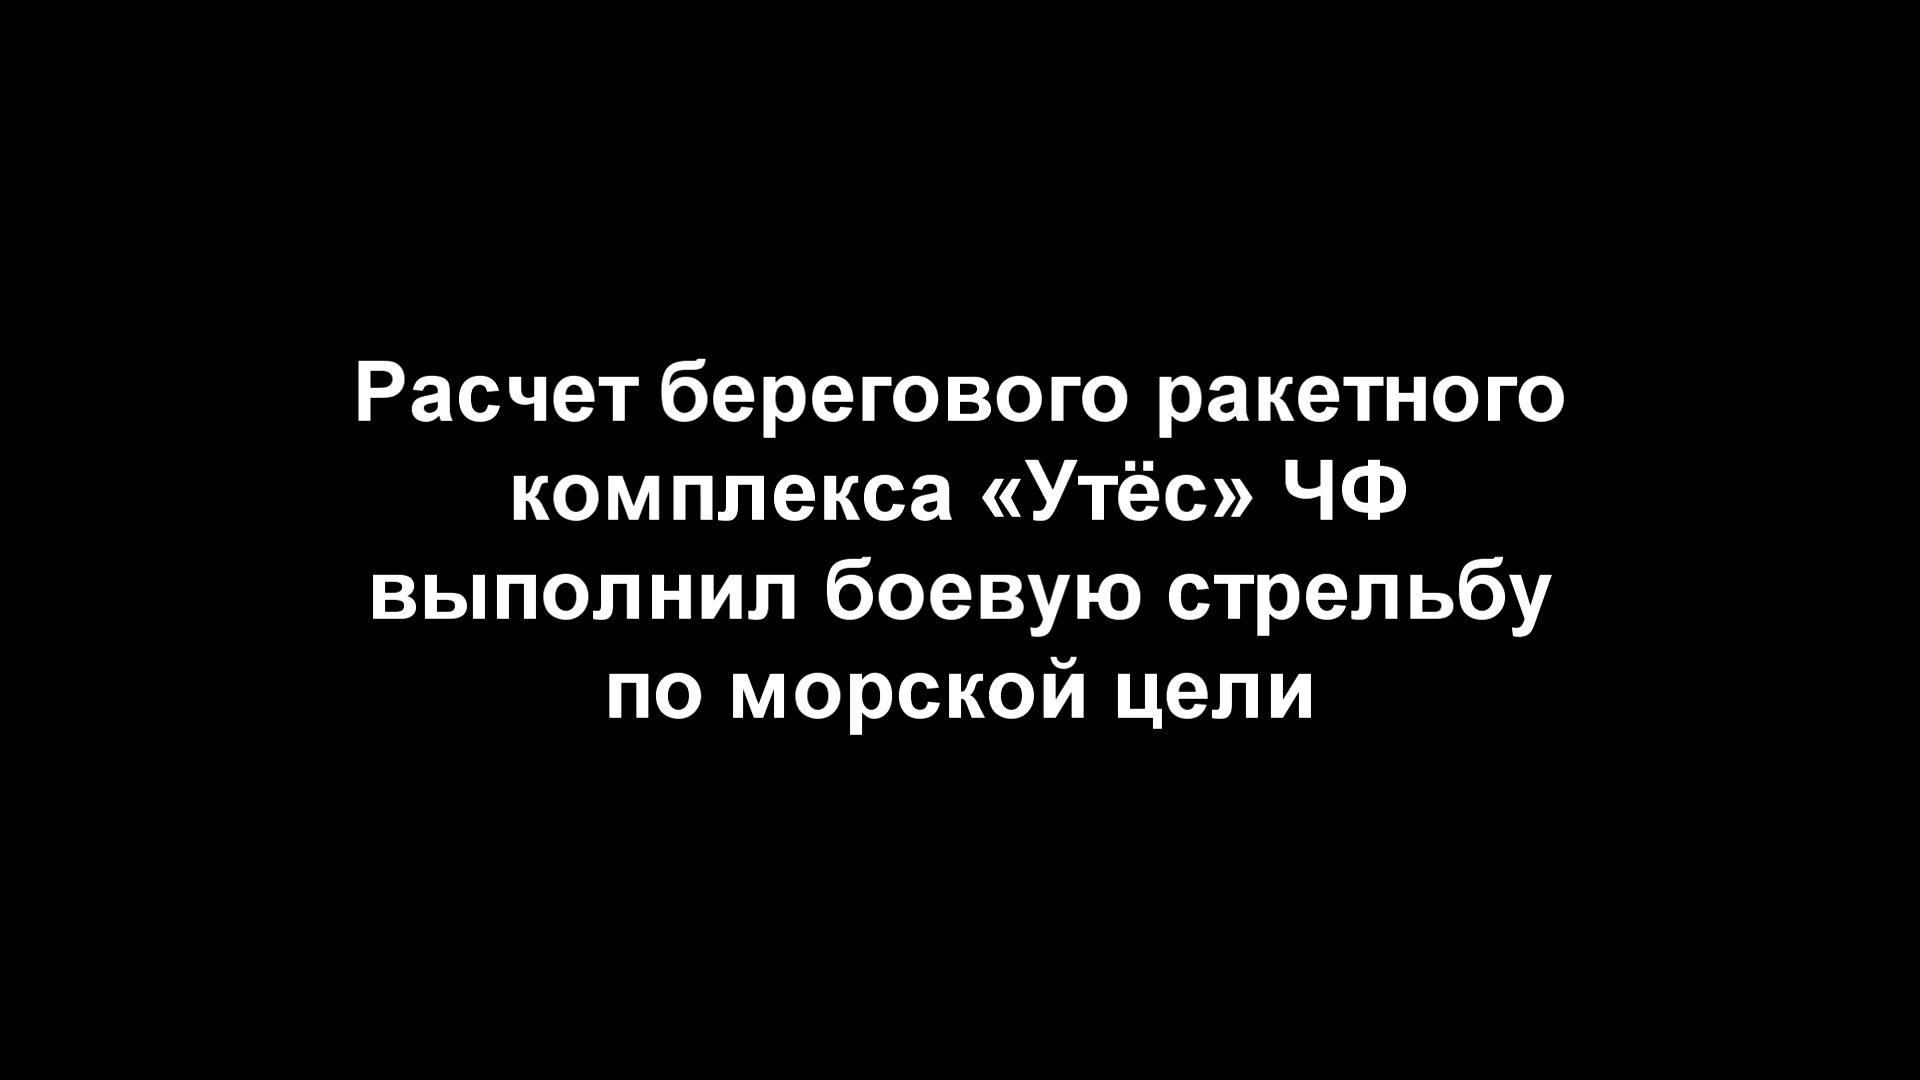 Расчет берегового ракетного
комплекса «Утёс» ЧФ
выполнил боевую стрельбу
по морской цели